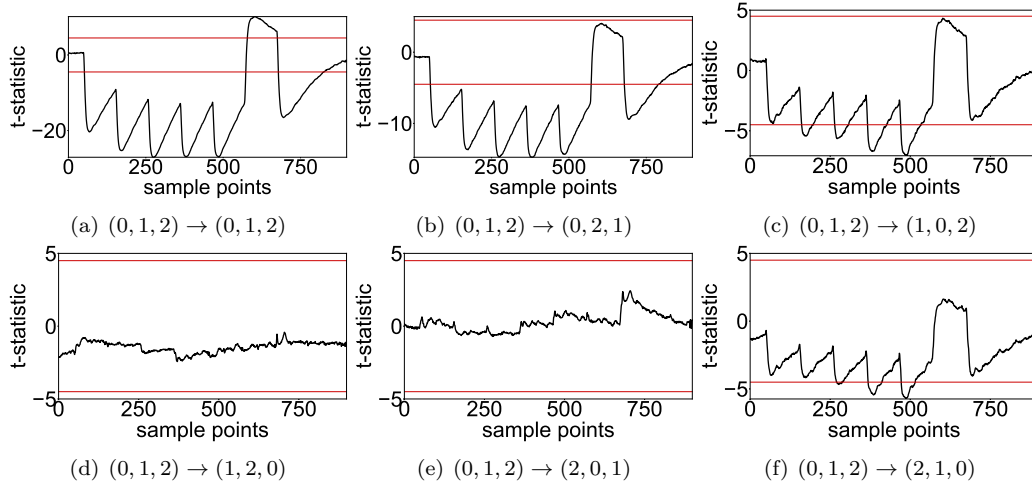 t-statistic
0
−20
0
250
500
750
sample points
(a) (0, 1, 2) → (0, 1, 2)
t-statistic
0
−10
0
250
500
750
sample points
(b) (0, 1, 2) → (0, 2, 1)
t-statistic
5
0
−5
0
250
500
750
sample points
(c) (0, 1, 2) → (1, 0, 2)
t-statistic
5
0
−5
0
250
500
750
sample points
(d) (0, 1, 2) → (1, 2, 0)
t-statistic
5
0
−5
0
250
500
750
sample points
(e) (0, 1, 2) → (2, 0, 1)
t-statistic
5
0
−5
0
250
500
750
sample points
(f) (0, 1, 2) → (2, 1, 0)